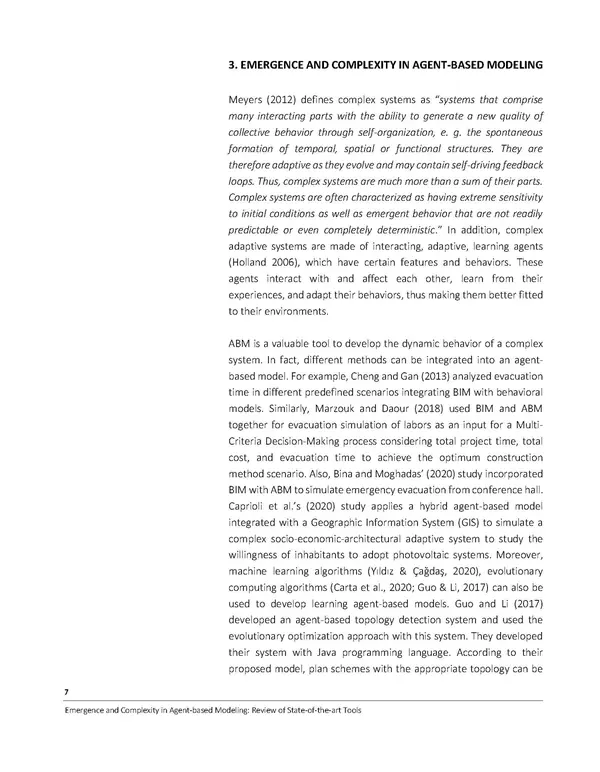 3. EMERGENCE AND COMPLEXITY IN AGENT-BASED MODELING
Meyers (2012) defines complex systems as “systems that comprise
many interacting parts with the ability to generate a new quality of
collective behavior through self-organization, e. g. the spontaneous
formation of temporal, spatial or functional structures. They are
therefore adaptive as they evolve and may contain self-driving feedback
loops. Thus, complex systems are much more than a sum of their parts.
Complex systems are often characterized as having extreme sensitivity
to initial conditions as well as emergent behavior that are not readily
predictable or even completely deterministic.” In addition, complex
adaptive systems are made of interacting, adaptive, learning agents
(Holland 2006), which have certain features and behaviors. These
agents interact with and affect each other, learn from their
experiences, and adapt their behaviors, thus making them better fitted
to their environments.
ABM is a valuable tool to develop the dynamic behavior of a complex
system. In fact, different methods can be integrated into an agent-
based model. For example, Cheng and Gan (2013) analyzed evacuation
time in different predefined scenarios integrating BIM with behavioral
models. Similarly, Marzouk and Daour (2018) used BIM and ABM
together for evacuation simulation of labors as an input for a Multi-
Criteria Decision-Making process considering total project time, total
cost, and evacuation time to achieve the optimum construction
method scenario. Also, Bina and Moghadas’ (2020) study incorporated
BIM with ABM to simulate emergency evacuation from conference hall.
Caprioli et al.’s (2020) study applies a hybrid agent-based model
integrated with a Geographic Information System (GIS) to simulate a
complex socio-economic-architectural adaptive system to study the
willingness of inhabitants to adopt photovoltaic systems. Moreover,
machine learning algorithms (Yıldız & Çağdaş, 2020), evolutionary
computing algorithms (Carta et al., 2020; Guo & Li, 2017) can also be
used to develop learning agent-based models. Guo and Li (2017)
developed an agent-based topology detection system and used the
evolutionary optimization approach with this system. They developed
their system with Java programming language. According to their
proposed model, plan schemes with the appropriate topology can be
7
Emergence and Complexity in Agent-based Modeling: Review of State-of-the-art Tools